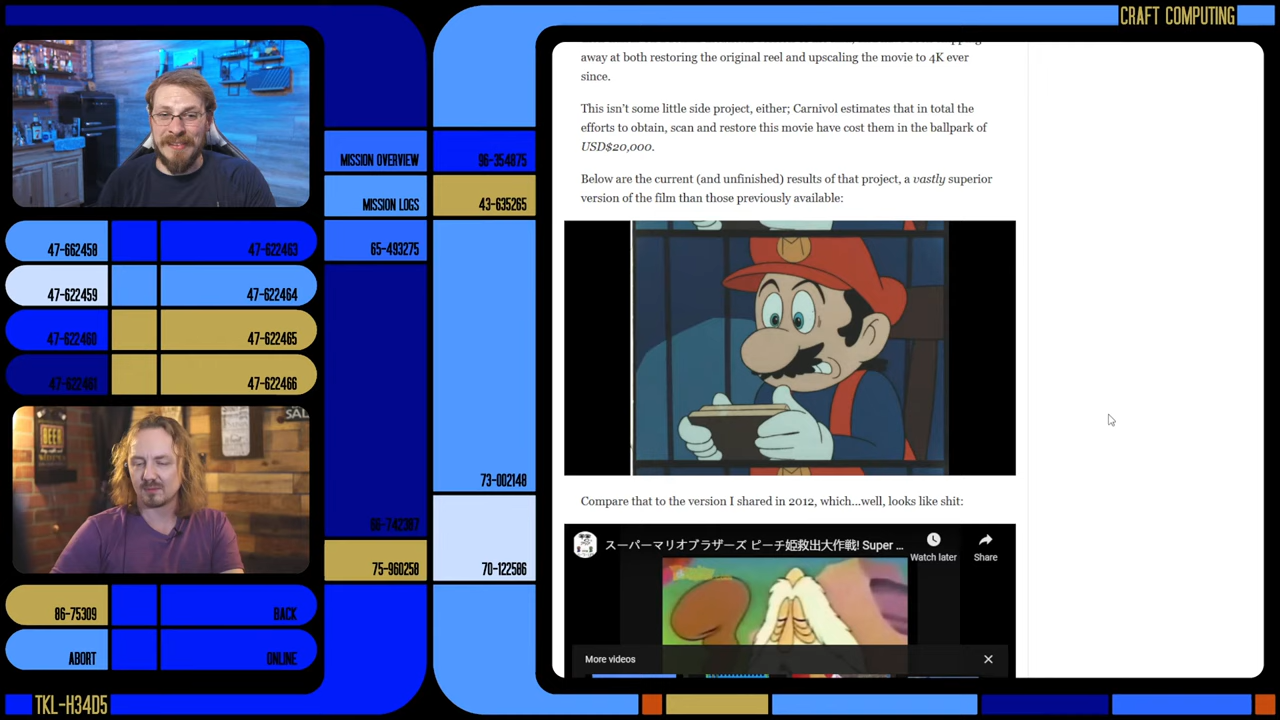 CRAFT COMPUTING
SAL
BEER
47-662458
47-622463
47-622459
47-622464
47-622460
47-622465
47-622461
47-622466
86-75309
BACK
ABORT
ONLINE
TKL-H34D5
MISSION OVERVIEW
96-354875
MISSION LOGS
43-635265
65-493275
73-002148
96-742387
75-960258
70-122586
away at both restoring the original reel and upscaling the movie to 4K ever
since.
This isn't some little side project, either; Carnivol estimates that in total the
efforts to obtain, scan and restore this movie have cost them in the ballpark of
USD$20,000.
Below are the current (and unfinished) results of that project, a vastly superior
version of the film than those previously available:
Compare that to the version I shared in 2012, which...well, looks like shit:
スーパーマリオブラザーズ ピーチ姫救出大作戦! Super ...
Watch later
Share
More videos